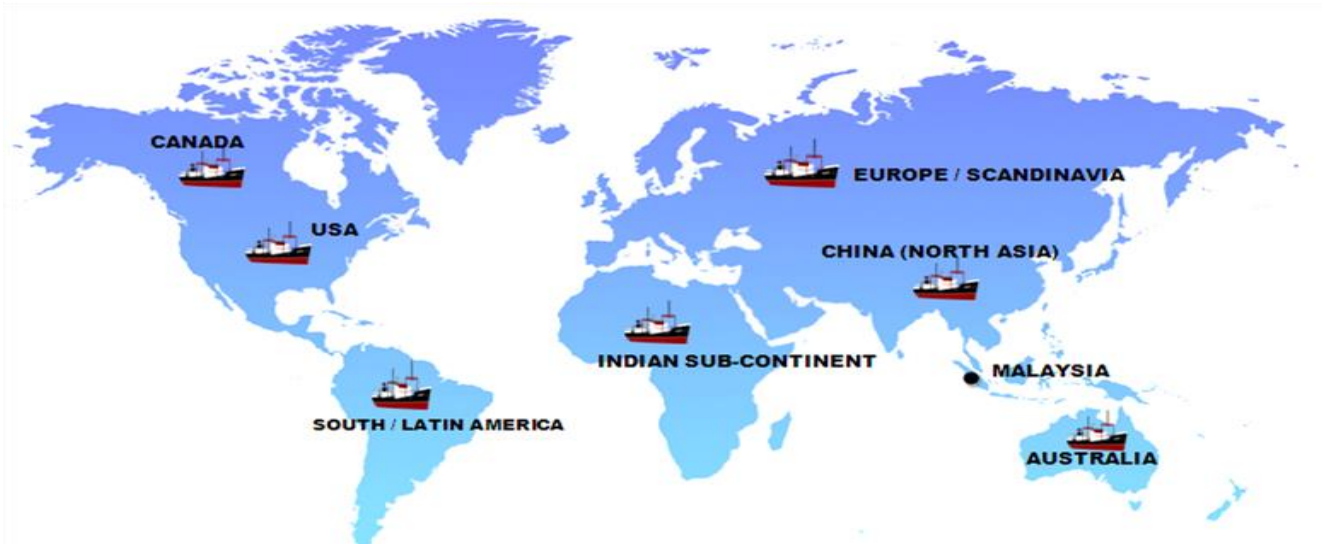 CANADA
EUROPE / SCANDINAVIA
USA
CHINA (NORTH ASIA)
INDIAN SUB-CONTINENT
MALAYSIA
SOUTH / LATIN AMERICA
AUSTRALIA